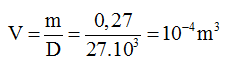 V = m/D = 0,27/27.10³ = 10⁻⁴m³